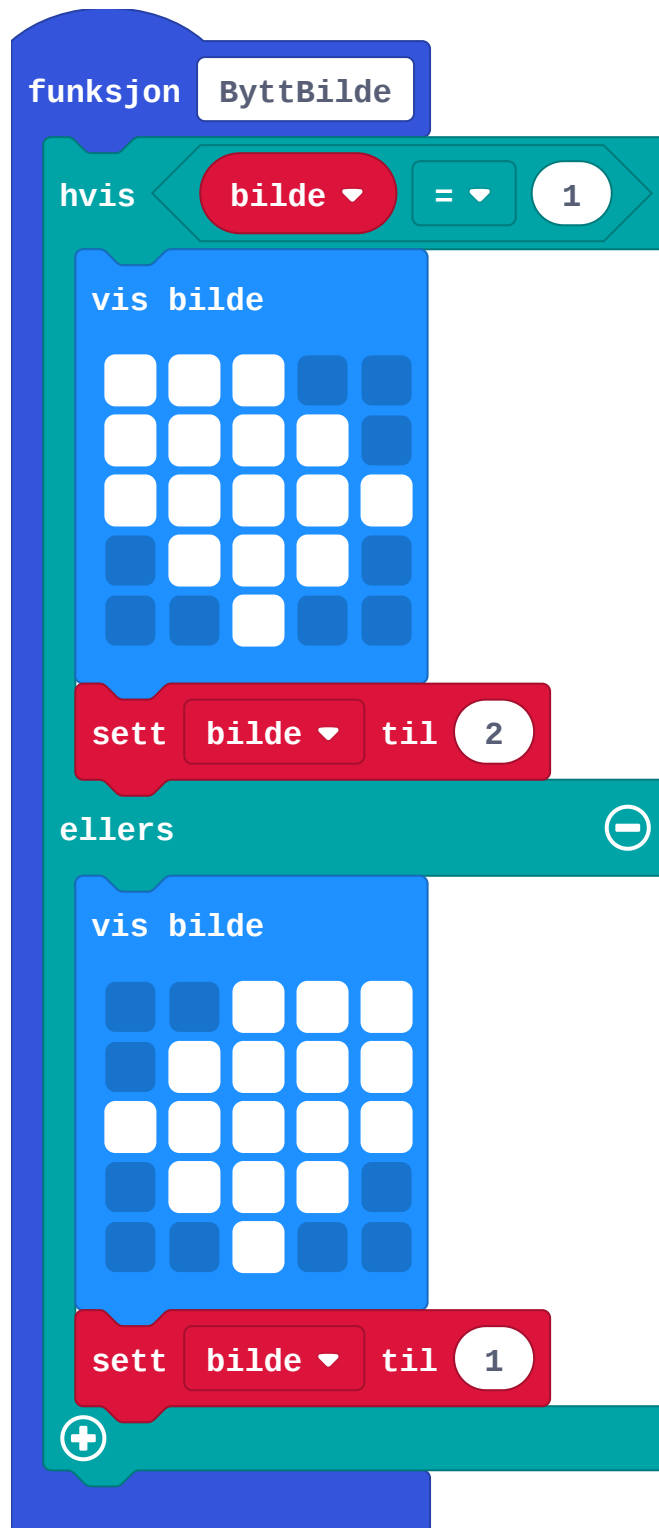 funksjon ByttBilde
hvis bilde = 1
vis bilde
sett bilde til 2
ellers
vis bilde
sett bilde til 1